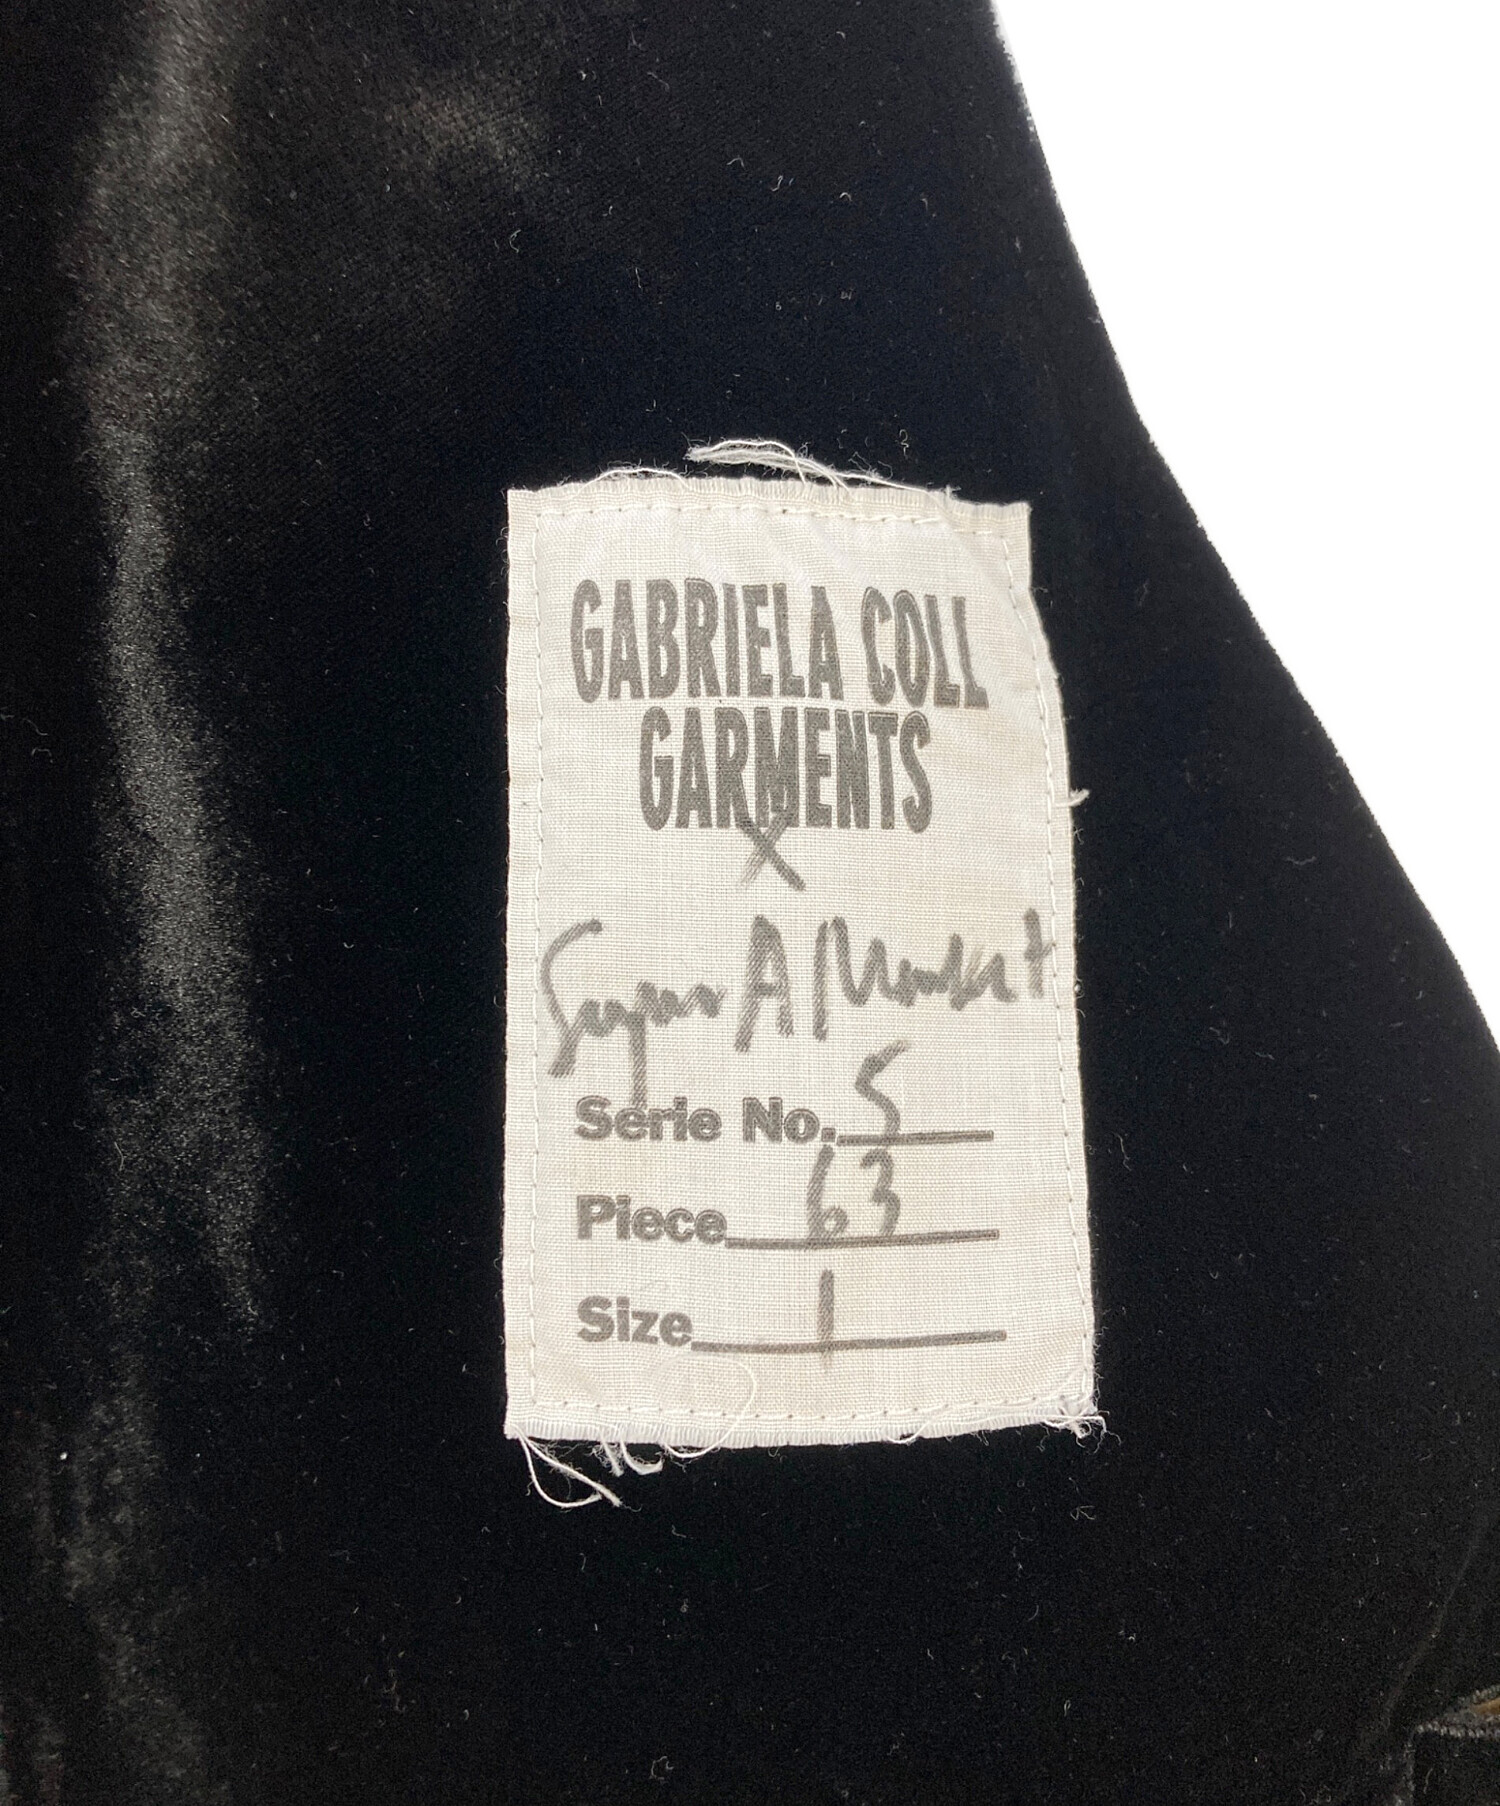 GABRIELA COLL
GARMENTS
X
A
Serie No. 5
Piece 63
Size 1